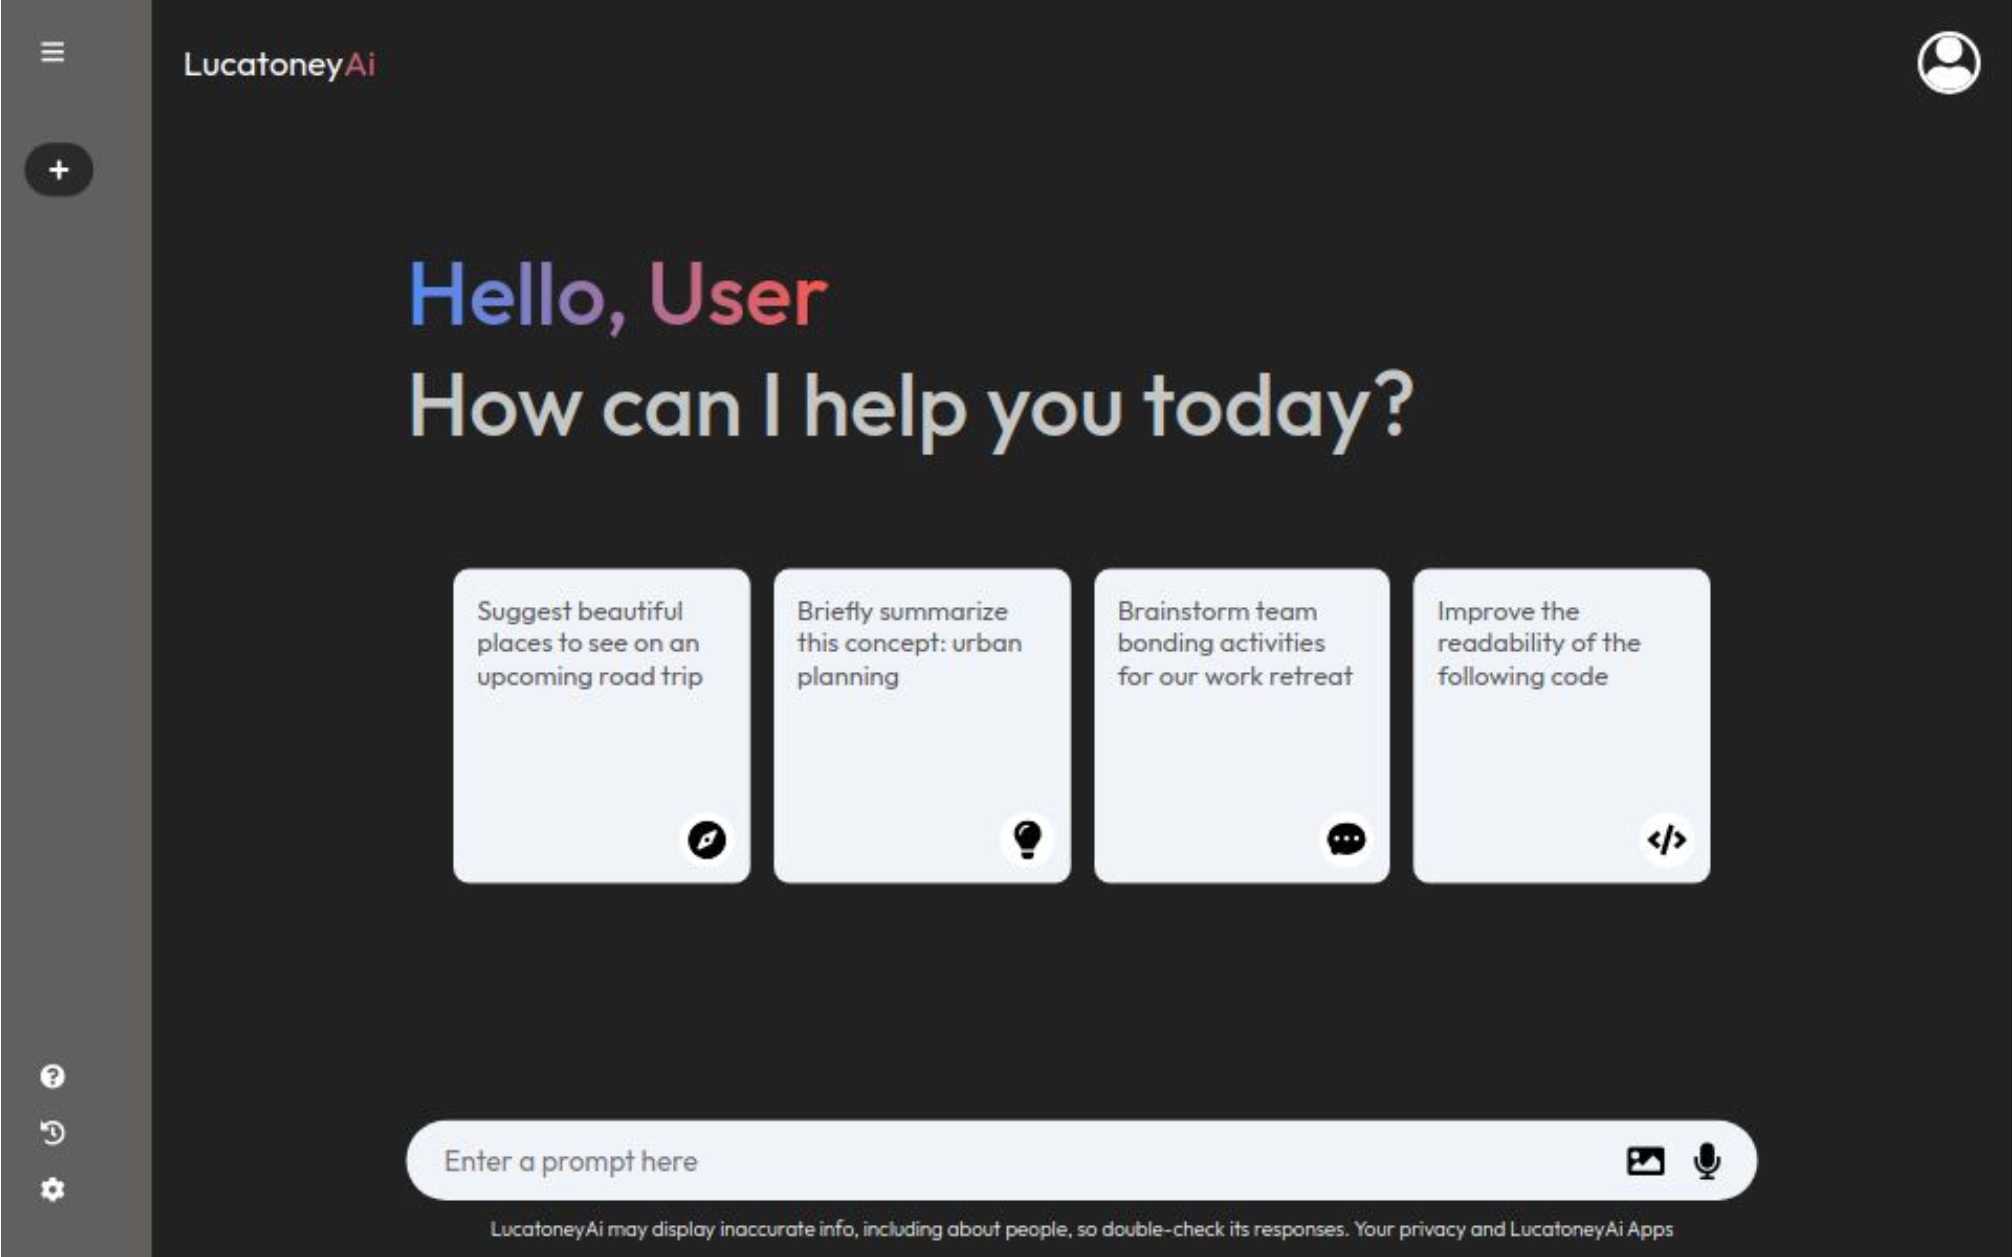 LucatoneyAi
Hello, User
How can I help you today?
Suggest beautiful
places to see on an
upcoming road trip
Briefly summarize
this concept: urban
planning
Brainstorm team
bonding activities
for our work retreat
Improve the
readability of the
following code
Enter a prompt here
LucatoneyAi may display inaccurate info, including about people, so double-check its responses. Your privacy and LucatoneyAi Apps